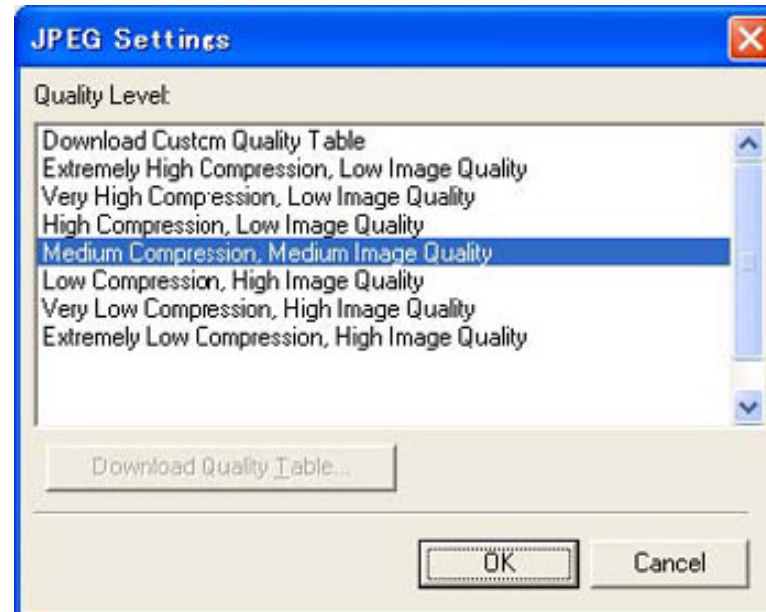 JPEG Settings
Quality Level:
Download Custom Quality Table
Extremely High Compression, Low Image Quality
Very High Compression, Low Image Quality
High Compression, Low Image Quality
Medium Compression, Medium Image Quality
Low Compression, High Image Quality
Very Low Compression, High Image Quality
Extremely Low Compression, High Image Quality
Download Quality Table...
OK
Cancel